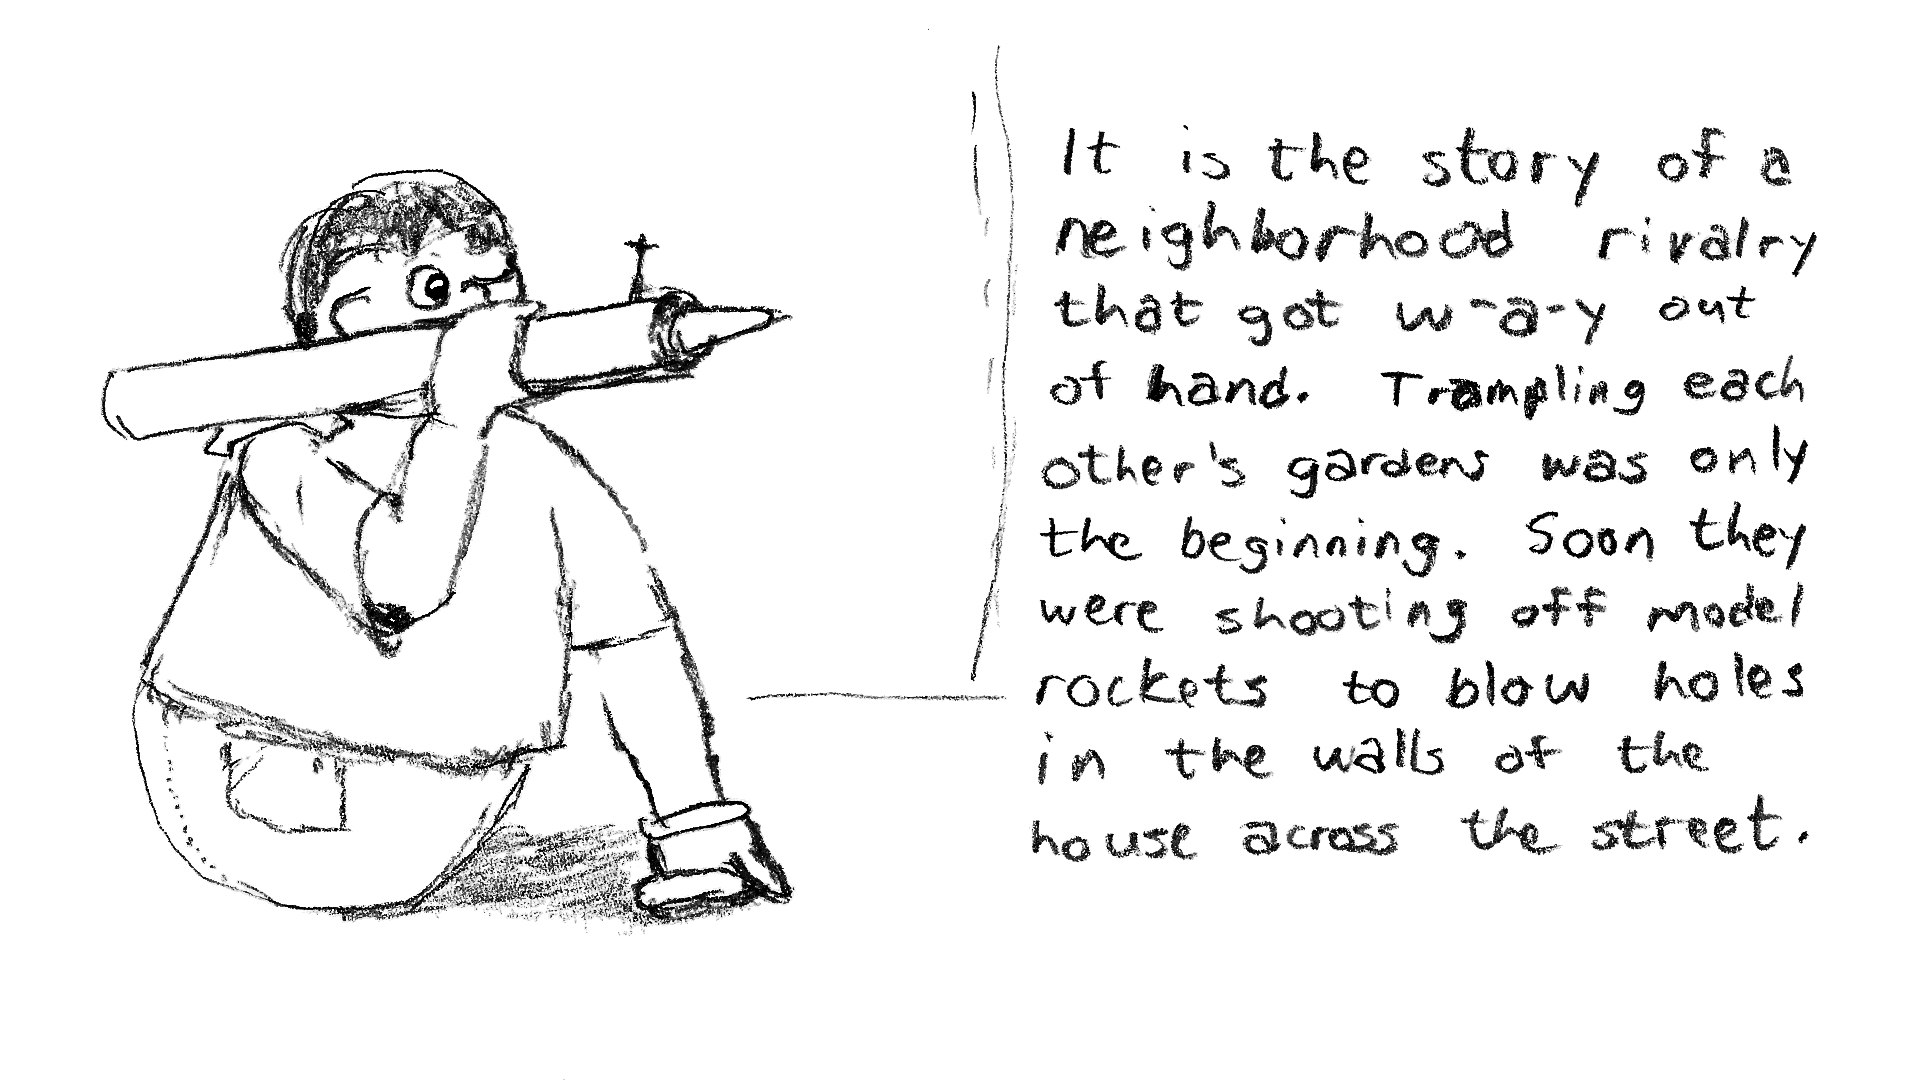 It is the story of a
neighborhood rivalry
that got w-a-y out
of hand. Trampling each
other's gardens was only
the beginning. Soon they
were shooting off model
rockets to blow holes
in the walls of the
house across the street.